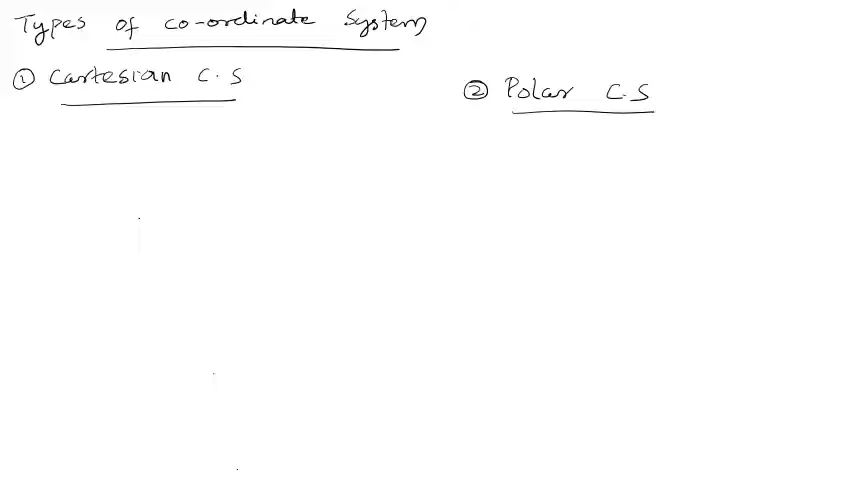 Types of co-ordinate System
① Cartesian C.S
② Polar C.S